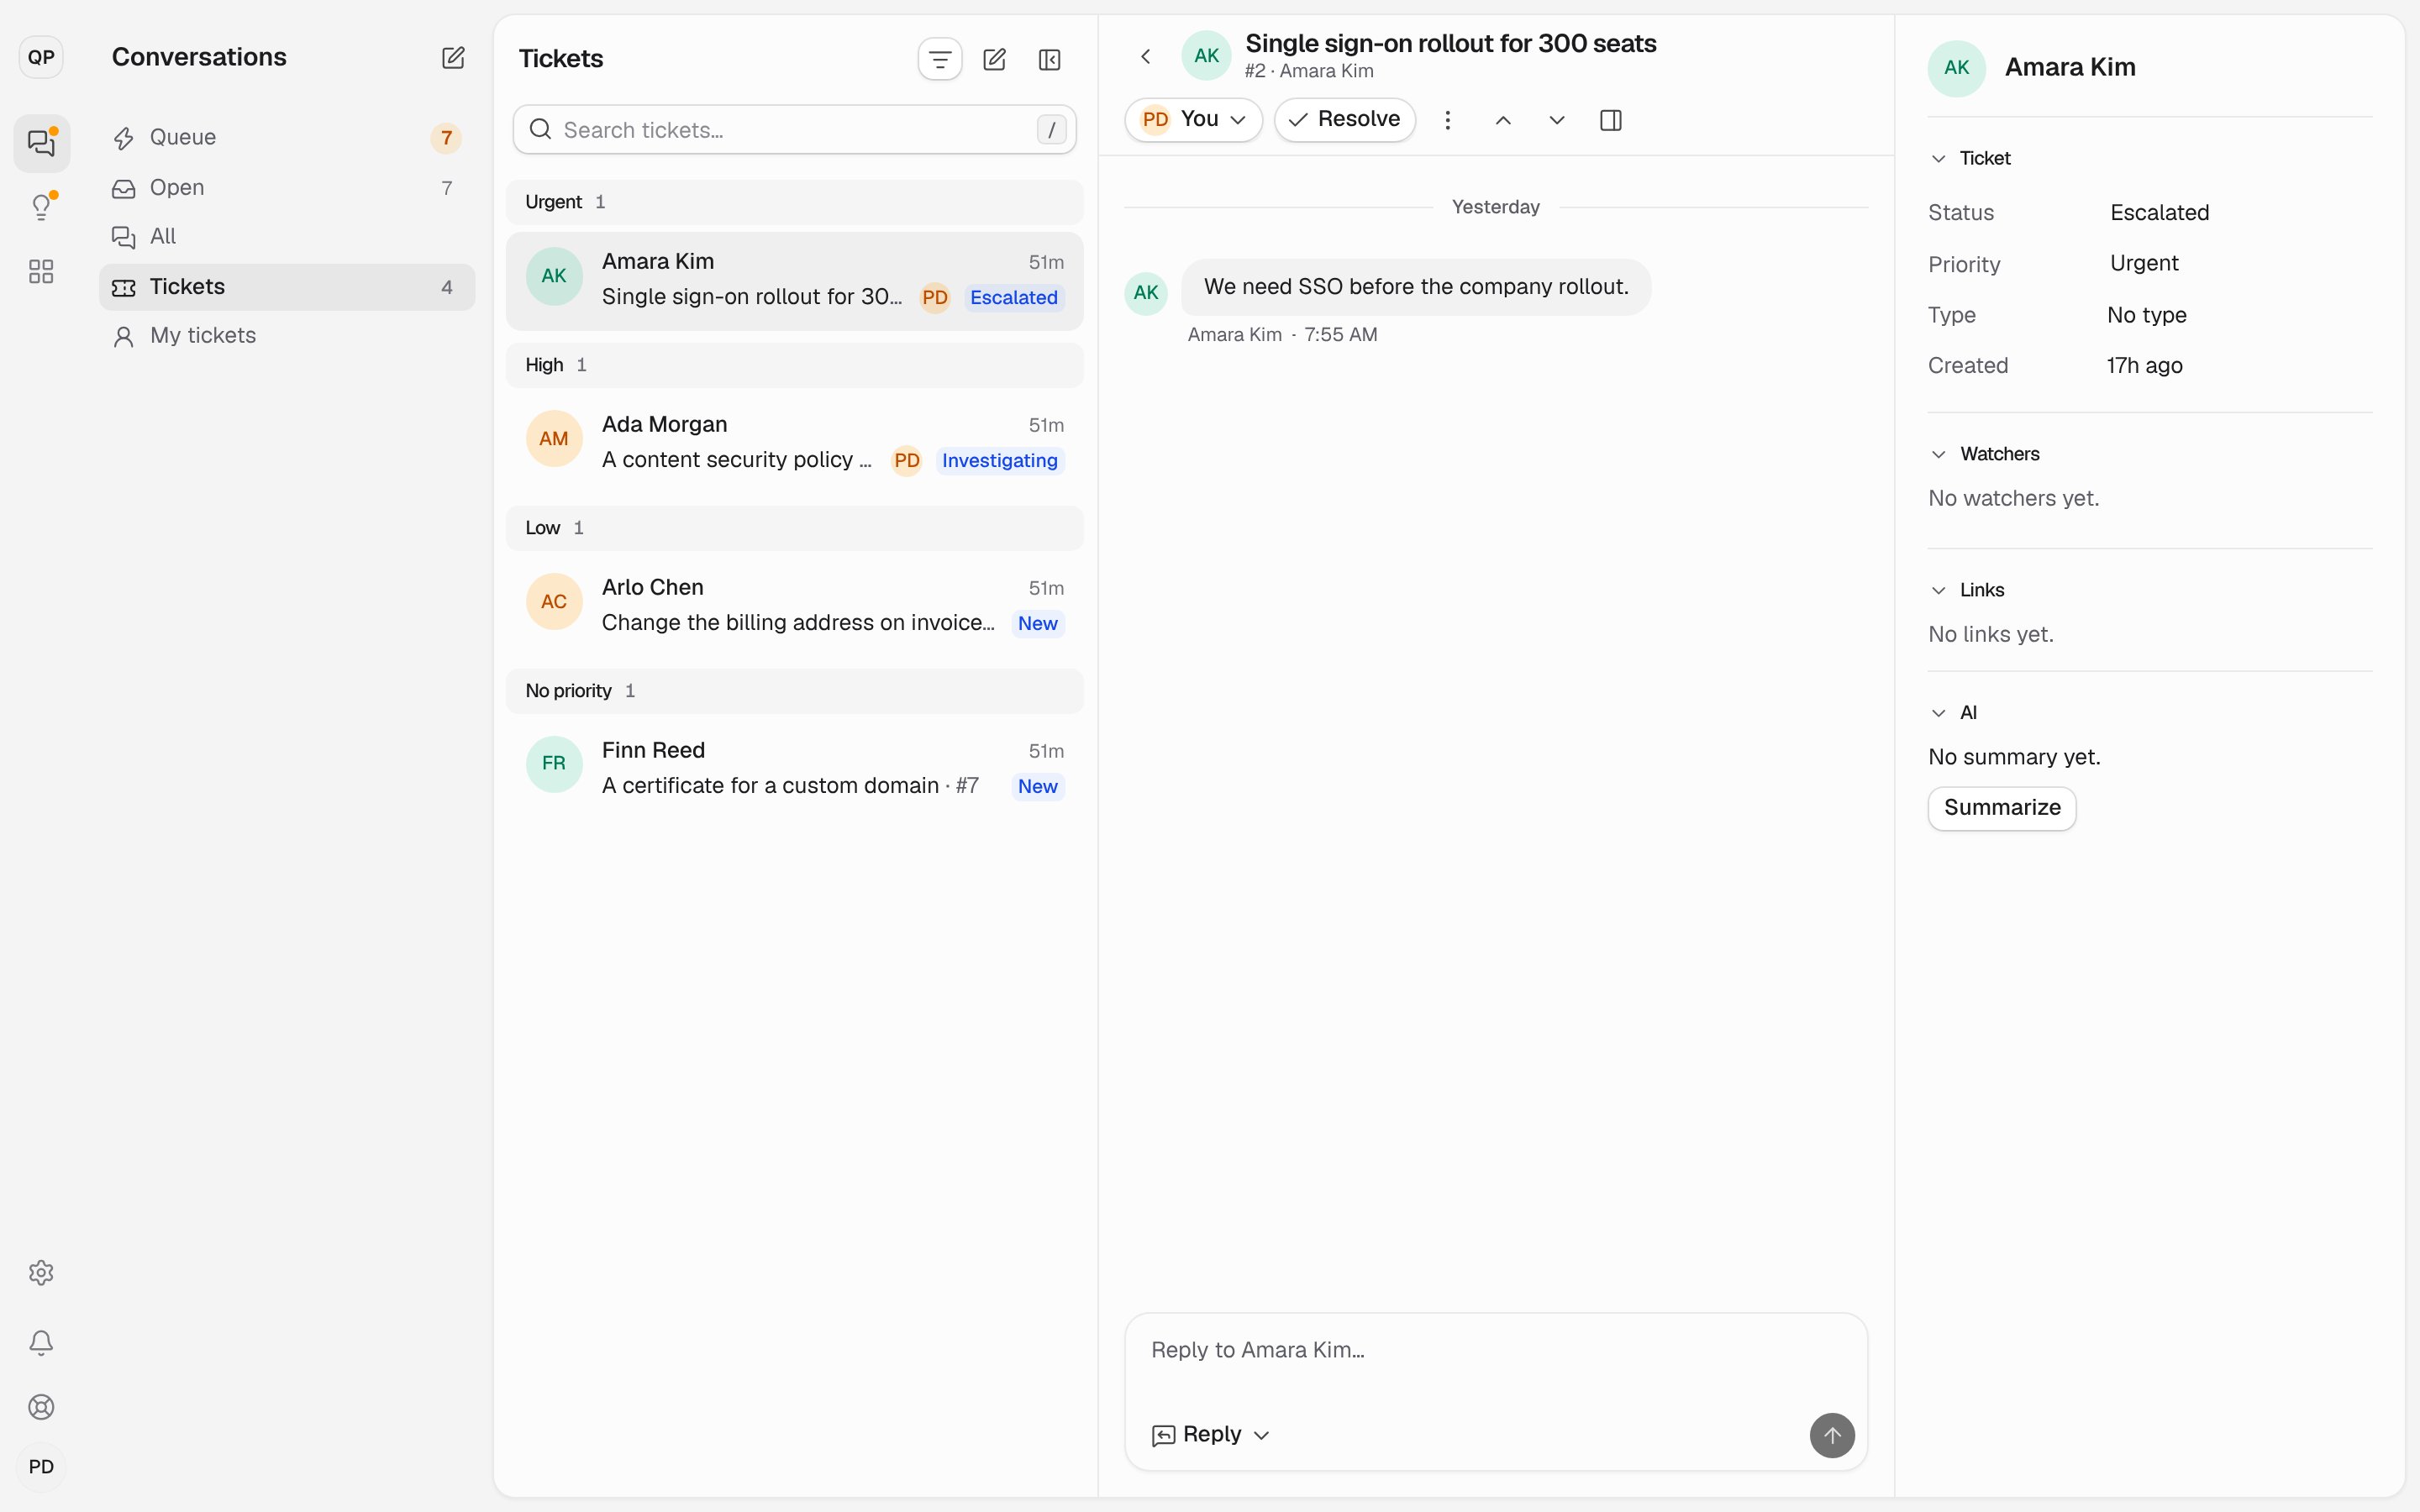 QP
Conversations
Queue
7
Open
7
All
Tickets
4
My tickets
PD
Tickets
Search tickets...
/
Urgent 1
AK
Amara Kim
51m
Single sign-on rollout for 30...
PD
Escalated
High 1
AM
Ada Morgan
51m
A content security policy ...
PD
Investigating
Low 1
AC
Arlo Chen
51m
Change the billing address on invoice...
New
No priority 1
FR
Finn Reed
51m
A certificate for a custom domain · #7
New
AK
Single sign-on rollout for 300 seats
#2 · Amara Kim
PD You
Resolve
Yesterday
AK
We need SSO before the company rollout.
Amara Kim · 7:55 AM
Reply to Amara Kim...
Reply
AK
Amara Kim
Ticket
Status Escalated
Priority Urgent
Type No type
Created 17h ago
Watchers
No watchers yet.
Links
No links yet.
AI
No summary yet.
Summarize